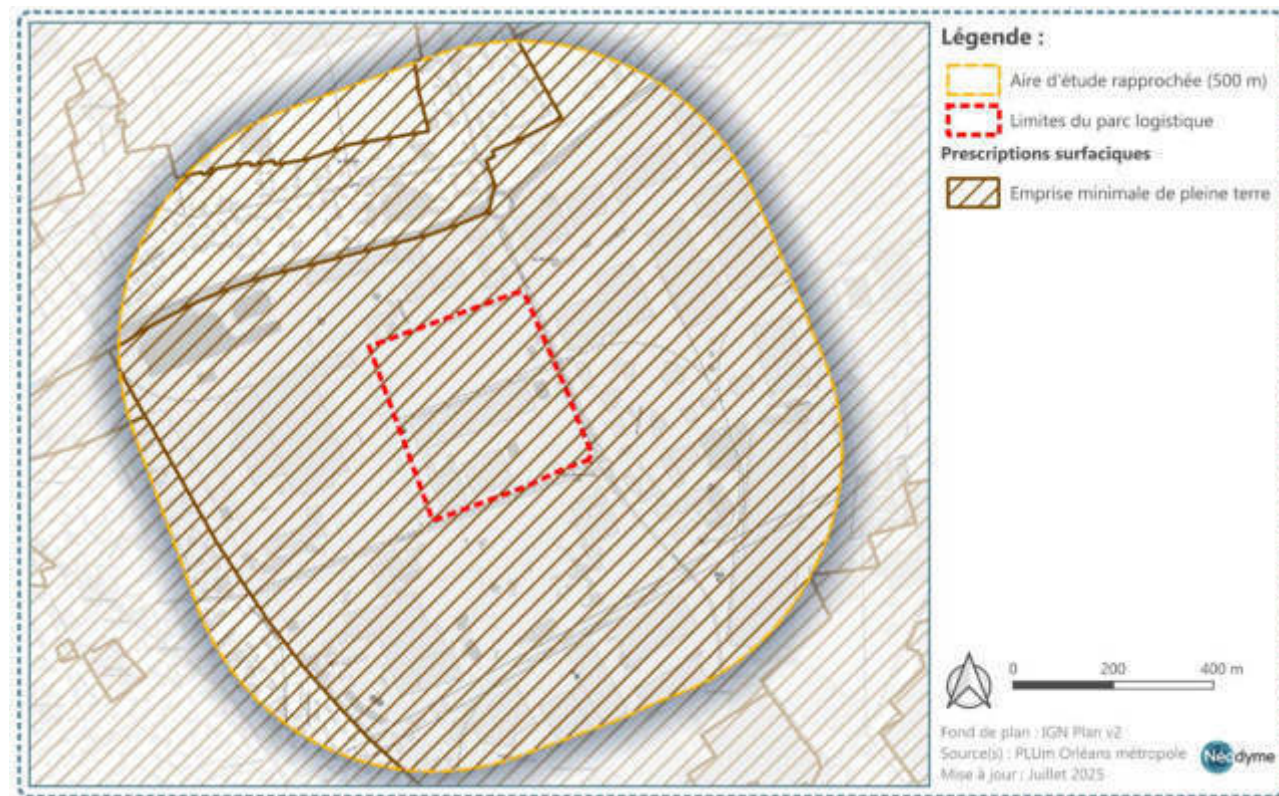 Légende :
Aire d'étude rapprochée (500 m)
Limites du parc logistique
Prescriptions surfaciques
Emprise minimale de pleine terre
0 200 400 m
Fond de plan : IGN Plan v2
Source(s) : PLUm Orléans métropole
Mise à jour : Juillet 2025
Néodyme